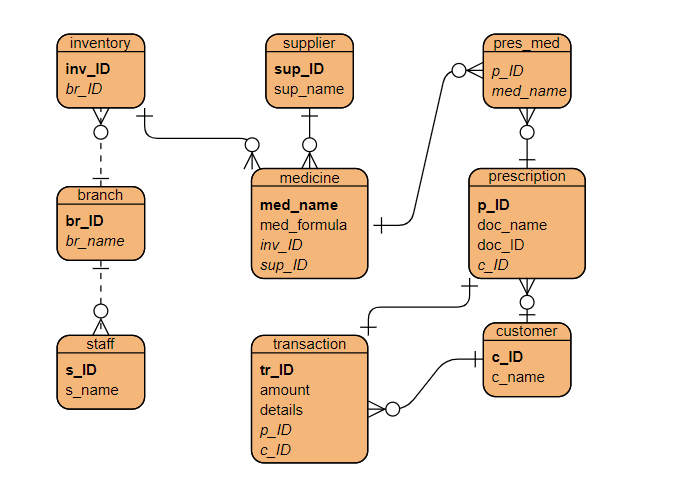 inventory
inv_ID
br_ID
supplier
sup_ID
sup_name
pres_med
p_ID
med_name
branch
br_ID
br_name
medicine
med_name
med_formula
inv_ID
sup_ID
prescription
p_ID
doc_name
doc_ID
c_ID
staff
s_ID
s_name
transaction
tr_ID
amount
details
p_ID
c_ID
customer
c_ID
c_name